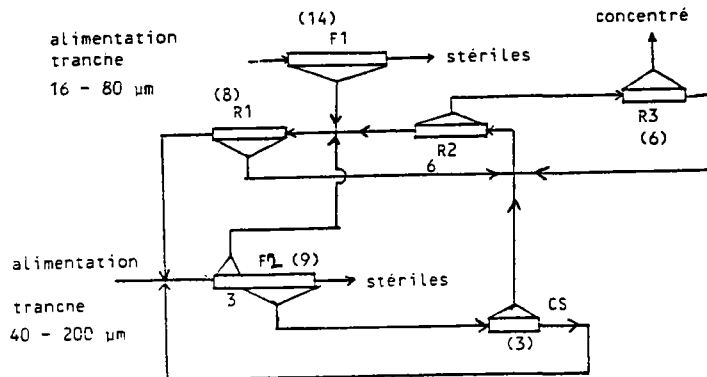 (14)
F1
concentré
alimentation
tranche
16 - 80 µm
stériles
(8)
R1
R2
R3
(6)
6
alimentation
F2 (9)
stériles
3
trancne
40 - 200 µm
CS
(3)